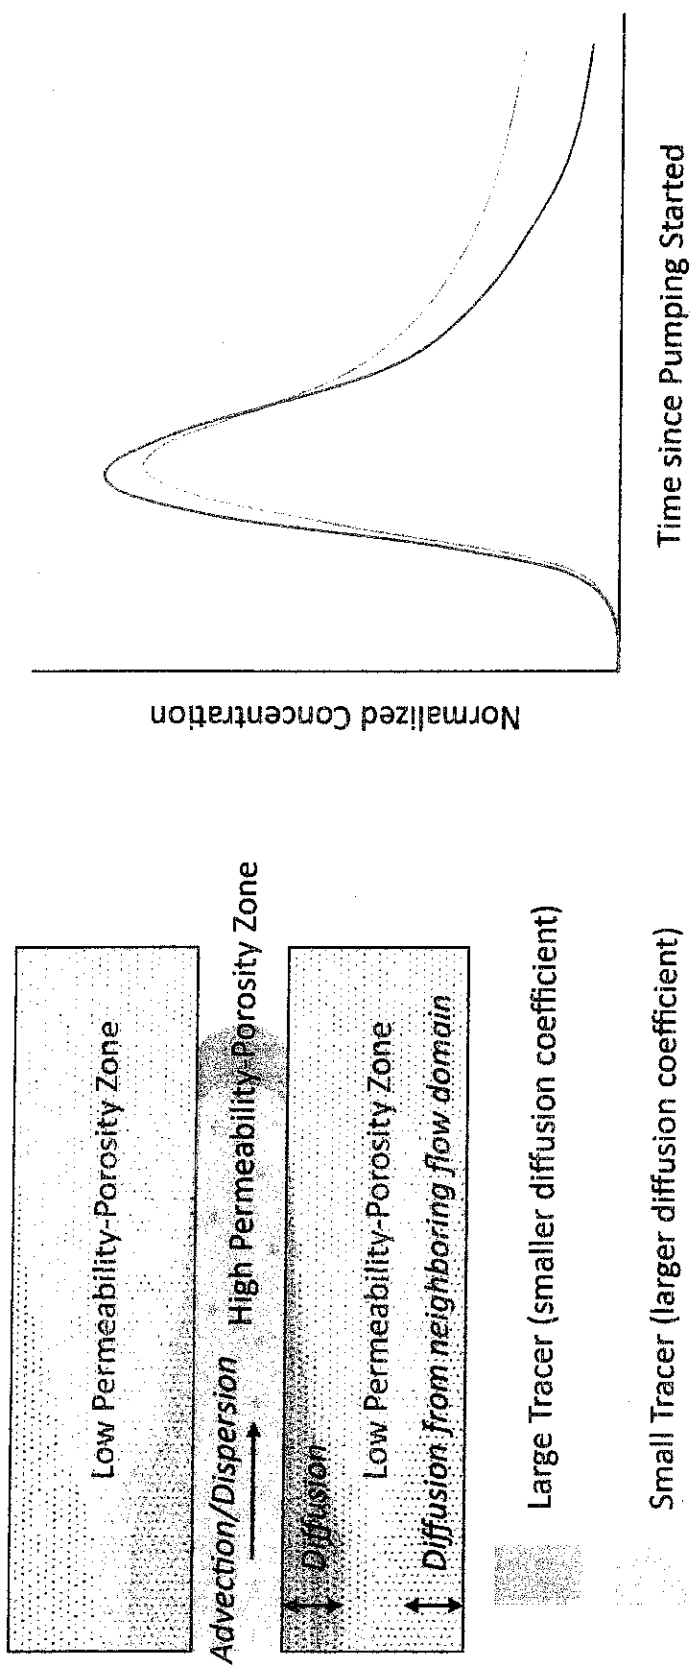 Low Permeability-Porosity Zone
Advection/Dispersion
High Permeability-Porosity Zone
Diffusion
Low Permeability-Porosity Zone
Diffusion from neighboring flow domain
Large Tracer (smaller diffusion coefficient)
Small Tracer (larger diffusion coefficient)
Normalized Concentration
Time since Pumping Started